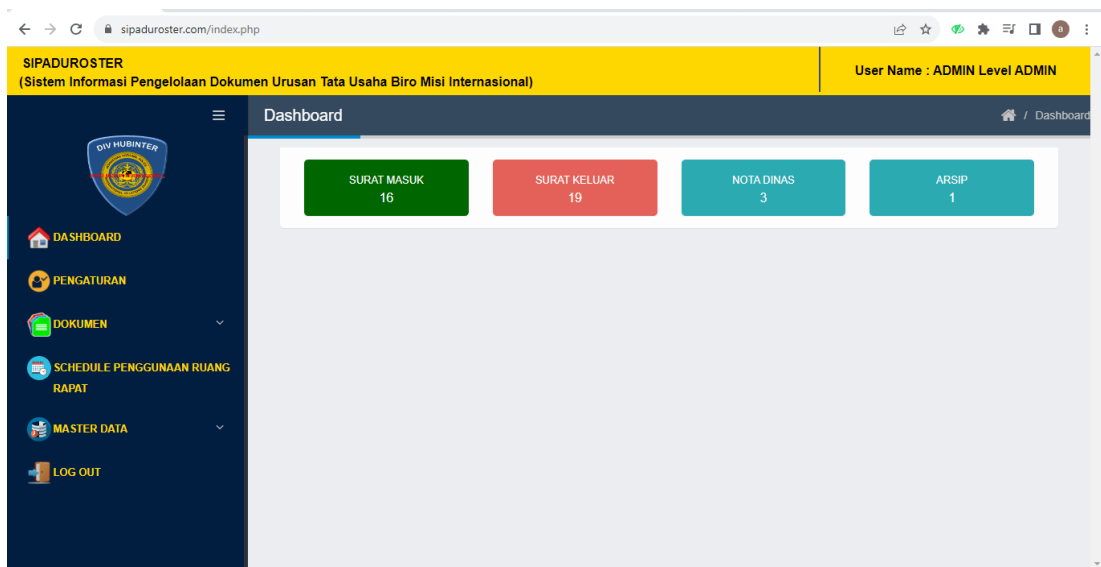 sipaduroster.com/index.php
a
SIPADUROSTER
(Sistem Informasi Pengelolaan Dokumen Urusan Tata Usaha Biro Misi Internasional)
User Name : ADMIN Level ADMIN
Dashboard
/ Dashboard
DIV HUBINTER
SURAT MASUK
16
SURAT KELUAR
19
NOTA DINAS
3
ARSIP
1
DASHBOARD
PENGATURAN
DOKUMEN
SCHEDULE PENGGUNAAN RUANG
RAPAT
MASTER DATA
LOG OUT